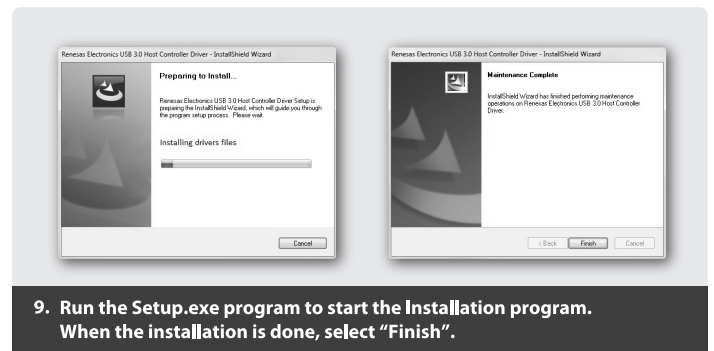 Renesas Electronics USB 3.0 Host Controller Driver - InstallShield Wizard
Preparing to Install...
Renesas Electronics USB 3.0 Host Controller Driver Setup is
preparing the InstallShield Wizard, which will guide you through
the program setup process. Please wait.
Installing drivers files
Cancel
Renesas Electronics USB 3.0 Host Controller Driver - InstallShield Wizard
Maintenance Complete
InstallShield Wizard has finished performing maintenance
operations on Renesas Electronics USB 3.0 Host Controller
Driver.
< Back Finish Cancel
9. Run the Setup.exe program to start the Installation program.
When the installation is done, select “Finish”.